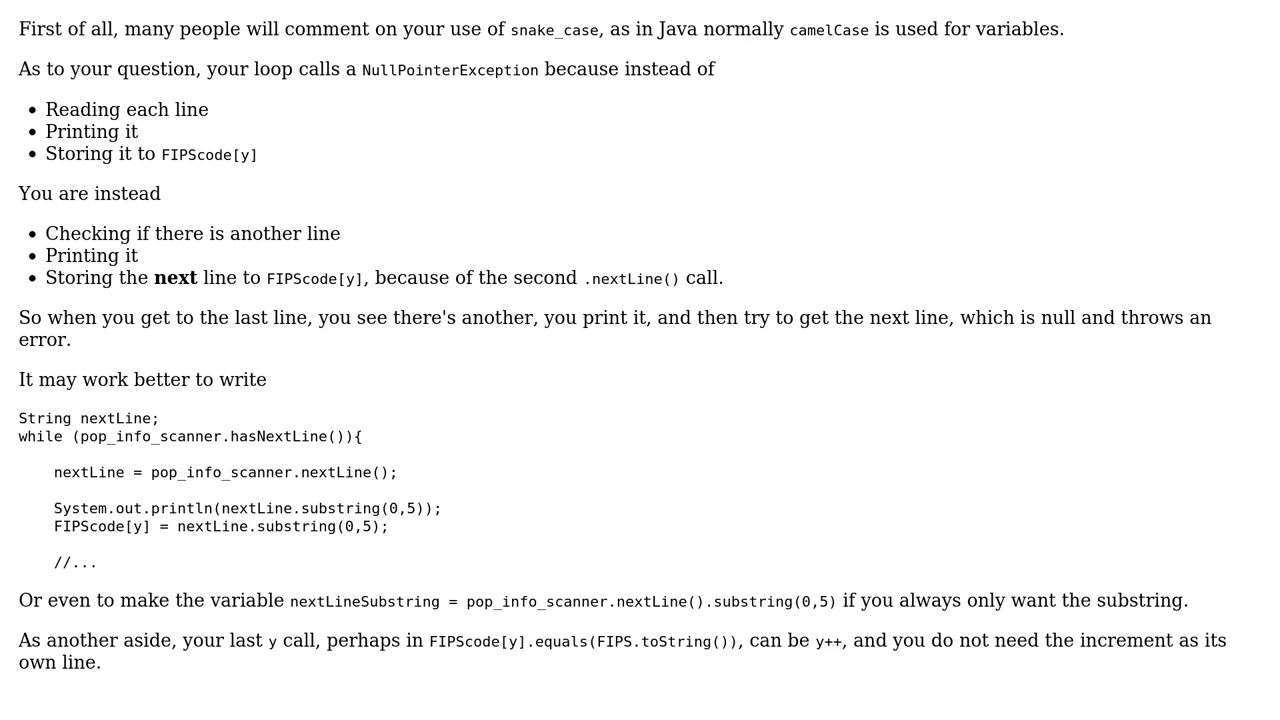 First of all, many people will comment on your use of snake_case, as in Java normally camelCase is used for variables.
As to your question, your loop calls a NullPointerException because instead of
• Reading each line
• Printing it
• Storing it to FIPScode[y]
You are instead
• Checking if there is another line
• Printing it
• Storing the next line to FIPScode[y], because of the second .nextLine() call.
So when you get to the last line, you see there's another, you print it, and then try to get the next line, which is null and throws an
error.
It may work better to write
String nextLine;
while (pop_info_scanner.hasNextLine()){
    nextLine = pop_info_scanner.nextLine();
    System.out.println(nextLine.substring(0,5));
    FIPScode[y] = nextLine.substring(0,5);
    //...
Or even to make the variable nextLineSubstring = pop_info_scanner.nextLine().substring(0,5) if you always only want the substring.
As another aside, your last y call, perhaps in FIPScode[y].equals(FIPS.toString()), can be y++, and you do not need the increment as its
own line.